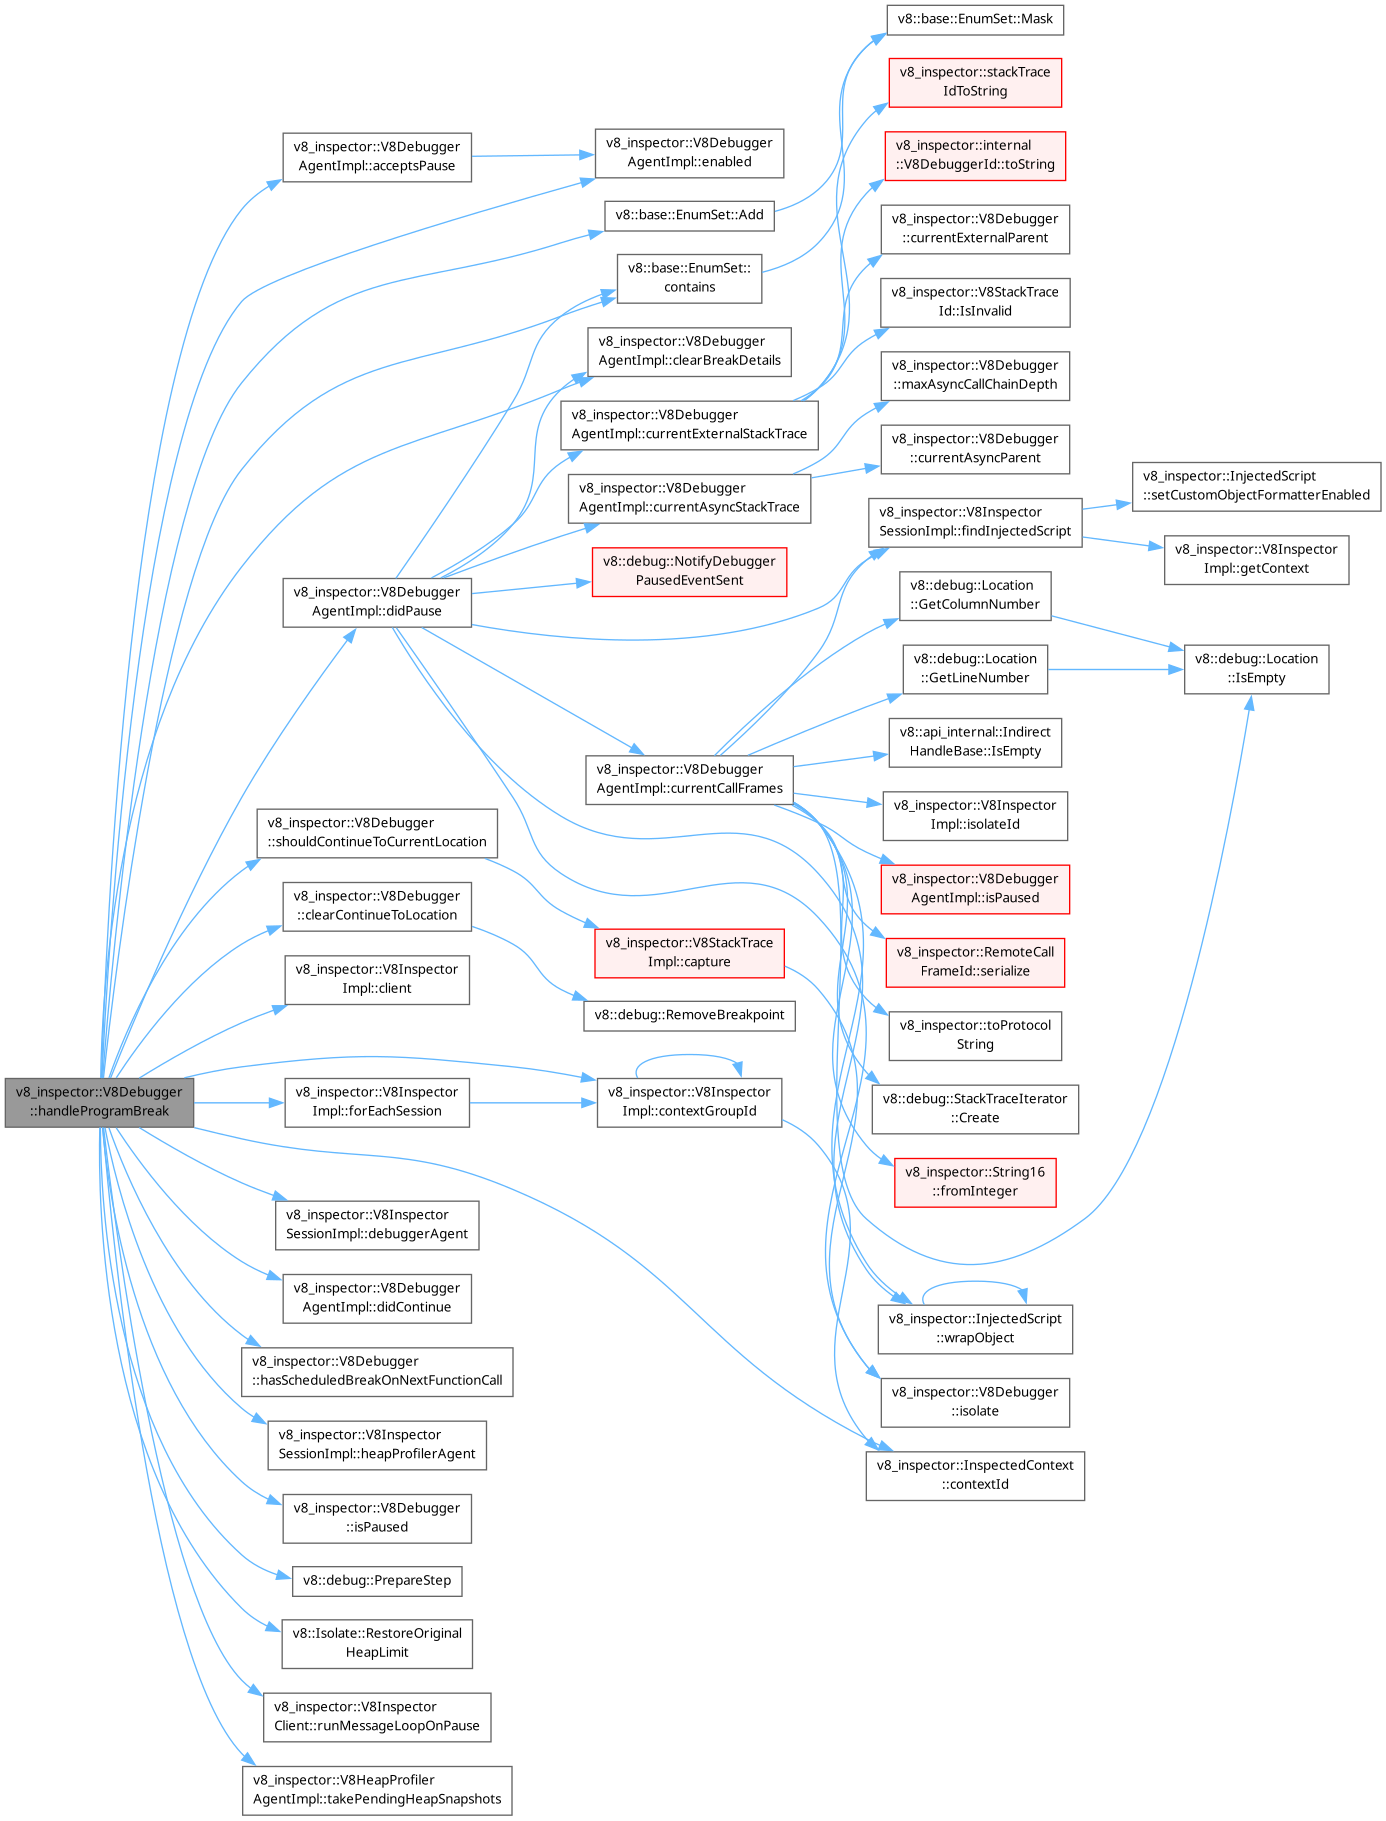 v8_inspector::V8Debugger
::handleProgramBreak
v8_inspector::V8Debugger
AgentImpl::acceptsPause
v8_inspector::V8Debugger
AgentImpl::didPause
v8_inspector::V8Debugger
::shouldContinueToCurrentLocation
v8_inspector::V8Debugger
::clearContinueToLocation
v8_inspector::V8Inspector
Impl::client
v8_inspector::V8Inspector
Impl::forEachSession
v8_inspector::V8Inspector
SessionImpl::debuggerAgent
v8_inspector::V8Debugger
AgentImpl::didContinue
v8_inspector::V8Debugger
::hasScheduledBreakOnNextFunctionCall
v8_inspector::V8Inspector
SessionImpl::heapProfilerAgent
v8_inspector::V8Debugger
::isPaused
v8::debug::PrepareStep
v8::Isolate::RestoreOriginal
HeapLimit
v8_inspector::V8Inspector
Client::runMessageLoopOnPause
v8_inspector::V8HeapProfiler
AgentImpl::takePendingHeapSnapshots
v8_inspector::V8Debugger
AgentImpl::enabled
v8::base::EnumSet::Add
v8::base::EnumSet::
contains
v8_inspector::V8Debugger
AgentImpl::clearBreakDetails
v8_inspector::V8Debugger
AgentImpl::currentExternalStackTrace
v8_inspector::V8Debugger
AgentImpl::currentAsyncStackTrace
v8::debug::NotifyDebugger
PausedEventSent
v8_inspector::V8Debugger
AgentImpl::currentCallFrames
v8_inspector::V8StackTrace
Impl::capture
v8::debug::RemoveBreakpoint
v8_inspector::V8Inspector
Impl::contextGroupId
v8::base::EnumSet::Mask
v8_inspector::stackTrace
IdToString
v8_inspector::internal
::V8DebuggerId::toString
v8_inspector::V8Debugger
::currentExternalParent
v8_inspector::V8StackTrace
Id::IsInvalid
v8_inspector::V8Debugger
::maxAsyncCallChainDepth
v8_inspector::V8Debugger
::currentAsyncParent
v8_inspector::V8Inspector
SessionImpl::findInjectedScript
v8::debug::Location
::GetColumnNumber
v8::debug::Location
::GetLineNumber
v8::api_internal::Indirect
HandleBase::IsEmpty
v8_inspector::V8Inspector
Impl::isolateId
v8_inspector::V8Debugger
AgentImpl::isPaused
v8_inspector::RemoteCall
FrameId::serialize
v8_inspector::toProtocol
String
v8::debug::StackTraceIterator
::Create
v8_inspector::String16
::fromInteger
v8_inspector::InjectedScript
::wrapObject
v8_inspector::V8Debugger
::isolate
v8_inspector::InspectedContext
::contextId
v8_inspector::InjectedScript
::setCustomObjectFormatterEnabled
v8_inspector::V8Inspector
Impl::getContext
v8::debug::Location
::IsEmpty